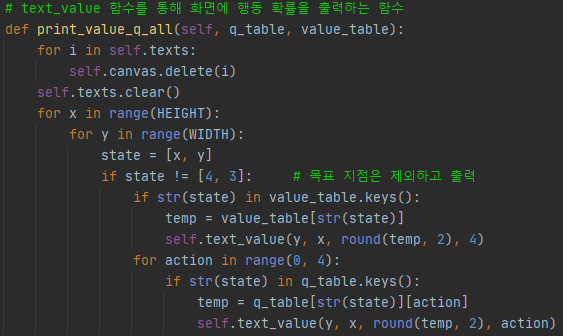 # text_value 함수를 통해 화면에 행동 확률을 출력하는 함수
def print_value_q_all(self, q_table, value_table):
    for i in self.texts:
        self.canvas.delete(i)
    self.texts.clear()
    for x in range(HEIGHT):
        for y in range(WIDTH):
            state = [x, y]
            if state != [4, 3]:     # 목표 지점은 제외하고 출력
                if str(state) in value_table.keys():
                    temp = value_table[str(state)]
                    self.text_value(y, x, round(temp, 2), 4)
                for action in range(0, 4):
                    if str(state) in q_table.keys():
                        temp = q_table[str(state)][action]
                        self.text_value(y, x, round(temp, 2), action)